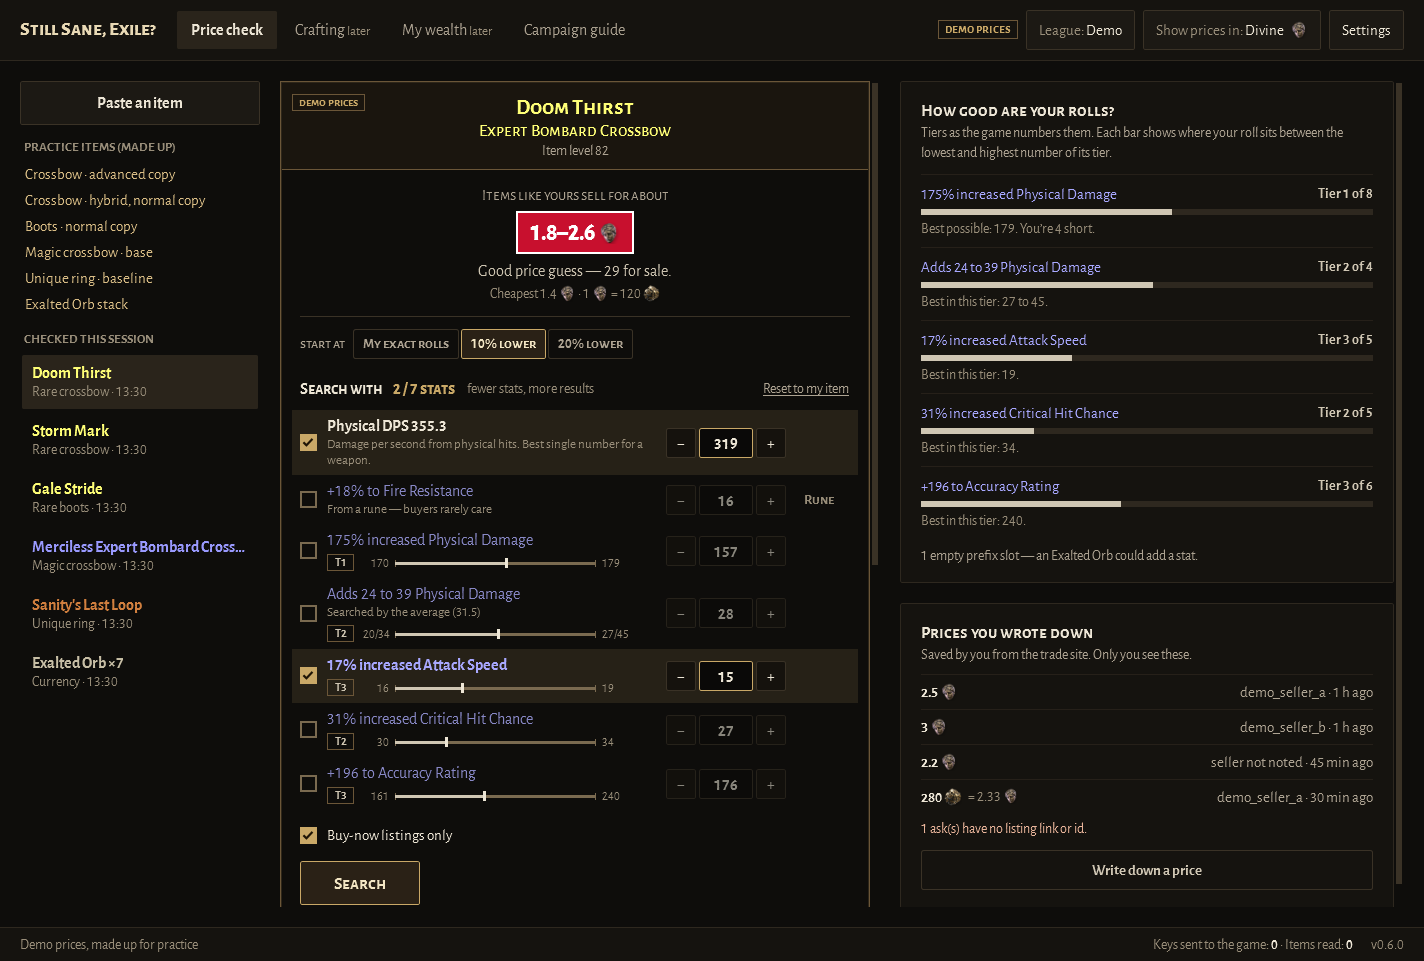 Still Sane, Exile?
Price check
Crafting later
My wealth later
Campaign guide
DEMO PRICES
League: Demo
Show prices in: Divine
Settings
Paste an item
PRACTICE ITEMS (MADE UP)
Crossbow · advanced copy
Crossbow · hybrid, normal copy
Boots · normal copy
Magic crossbow · base
Unique ring · baseline
Exalted Orb stack
CHECKED THIS SESSION
Doom Thirst
Rare crossbow · 13:30
Storm Mark
Rare crossbow · 13:30
Gale Stride
Rare boots · 13:30
Merciless Expert Bombard Cross...
Magic crossbow · 13:30
Sanity's Last Loop
Unique ring · 13:30
Exalted Orb ×7
Currency · 13:30
DEMO PRICES
Doom Thirst
Expert Bombard Crossbow
Item level 82
Items like yours sell for about
1.8–2.6
Good price guess — 29 for sale.
Cheapest 1.4 · 1 = 120
START AT
My exact rolls
10% lower
20% lower
Search with 2 / 7 stats fewer stats, more results
Reset to my item
Physical DPS 355.3
Damage per second from physical hits. Best single number for a
weapon.
− 319 +
+18% to Fire Resistance
From a rune — buyers rarely care
− 16 + Rune
175% increased Physical Damage
T1 170 179
− 157 +
Adds 24 to 39 Physical Damage
Searched by the average (31.5)
T2 20/34 27/45
− 28 +
17% increased Attack Speed
T3 16 19
− 15 +
31% increased Critical Hit Chance
T2 30 34
− 27 +
+196 to Accuracy Rating
T3 161 240
− 176 +
Buy-now listings only
Search
How good are your rolls?
Tiers as the game numbers them. Each bar shows where your roll sits between the
lowest and highest number of its tier.
175% increased Physical Damage Tier 1 of 8
Best possible: 179. You're 4 short.
Adds 24 to 39 Physical Damage Tier 2 of 4
Best in this tier: 27 to 45.
17% increased Attack Speed Tier 3 of 5
Best in this tier: 19.
31% increased Critical Hit Chance Tier 2 of 5
Best in this tier: 34.
+196 to Accuracy Rating Tier 3 of 6
Best in this tier: 240.
1 empty prefix slot — an Exalted Orb could add a stat.
Prices you wrote down
Saved by you from the trade site. Only you see these.
2.5 demo_seller_a · 1 h ago
3 demo_seller_b · 1 h ago
2.2 seller not noted · 45 min ago
280 = 2.33 demo_seller_a · 30 min ago
1 ask(s) have no listing link or id.
Write down a price
Demo prices, made up for practice
Keys sent to the game: 0 · Items read: 0 v0.6.0